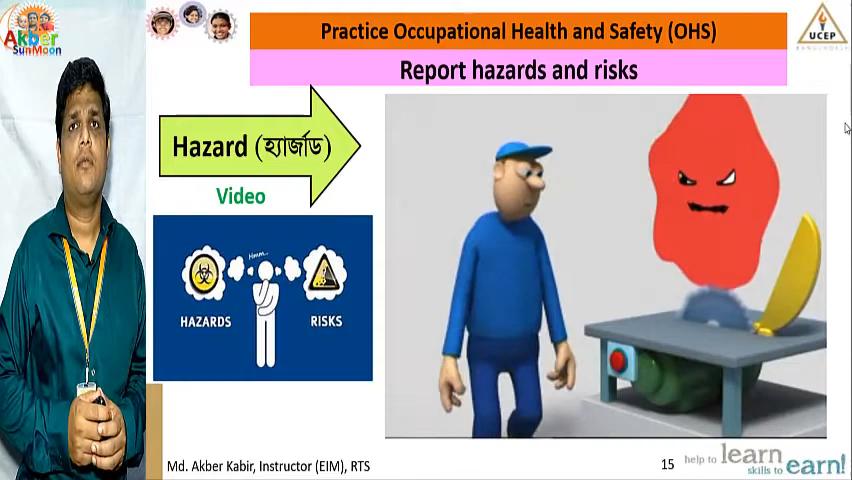 Akber
SunMoon
Practice Occupational Health and Safety (OHS)
UCEP
BANGLADESH
Report hazards and risks
Hazard (হ্যার্জাড)
Video
Hmm...
HAZARDS
RISKS
Md. Akber Kabir, Instructor (EIM), RTS
15
help to learn
skills to earn!